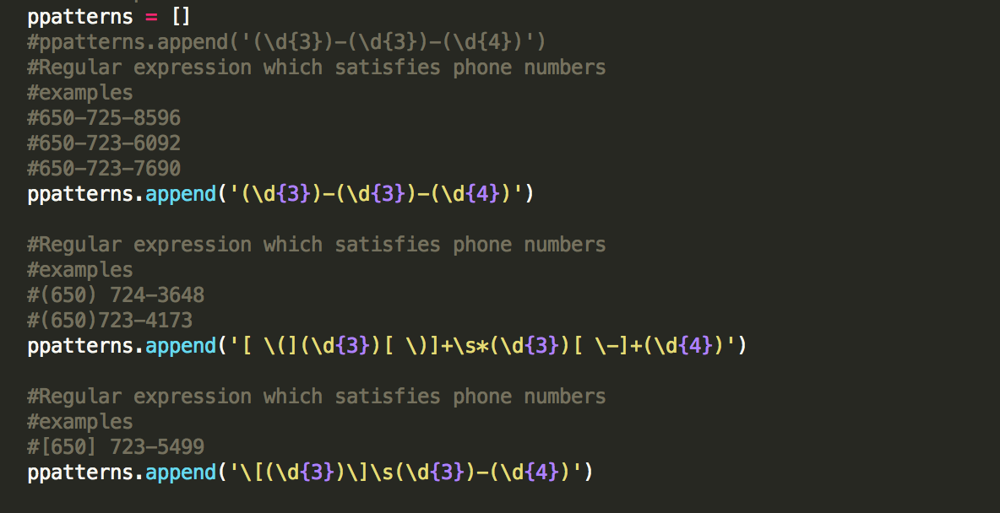 ppatterns = []
#ppatterns.append('(\d{3})-(\d{3})-(\d{4})')
#Regular expression which satisfies phone numbers
#examples
#650-725-8596
#650-723-6092
#650-723-7690
ppatterns.append('(\d{3})-(\d{3})-(\d{4})')
#Regular expression which satisfies phone numbers
#examples
#(650) 724-3648
#(650)723-4173
ppatterns.append('[ \(](\d{3})[ \)]+\s*(\d{3})[ \-]+(\d{4})')
#Regular expression which satisfies phone numbers
#examples
#[650] 723-5499
ppatterns.append('\[(\d{3})\]\s(\d{3})-(\d{4})')